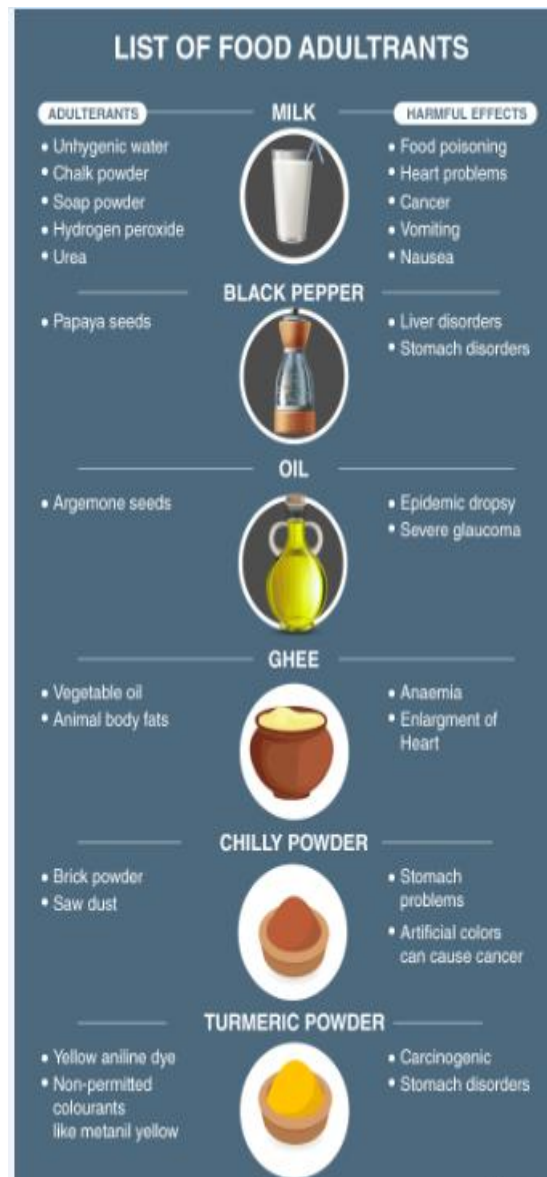 LIST OF FOOD ADULTRANTS
ADULTERANTS
MILK
HARMFUL EFFECTS
• Unhygenic water
• Chalk powder
• Soap powder
• Hydrogen peroxide
• Urea
• Food poisoning
• Heart problems
• Cancer
• Vomiting
• Nausea
BLACK PEPPER
• Papaya seeds
• Liver disorders
• Stomach disorders
OIL
• Argemone seeds
• Epidemic dropsy
• Severe glaucoma
GHEE
• Vegetable oil
• Animal body fats
• Anaemia
• Enlargment of
Heart
CHILLY POWDER
• Brick powder
• Saw dust
• Stomach
problems
• Artificial colors
can cause cancer
TURMERIC POWDER
• Yellow aniline dye
• Non-permitted
colourants
like metanil yellow
• Carcinogenic
• Stomach disorders